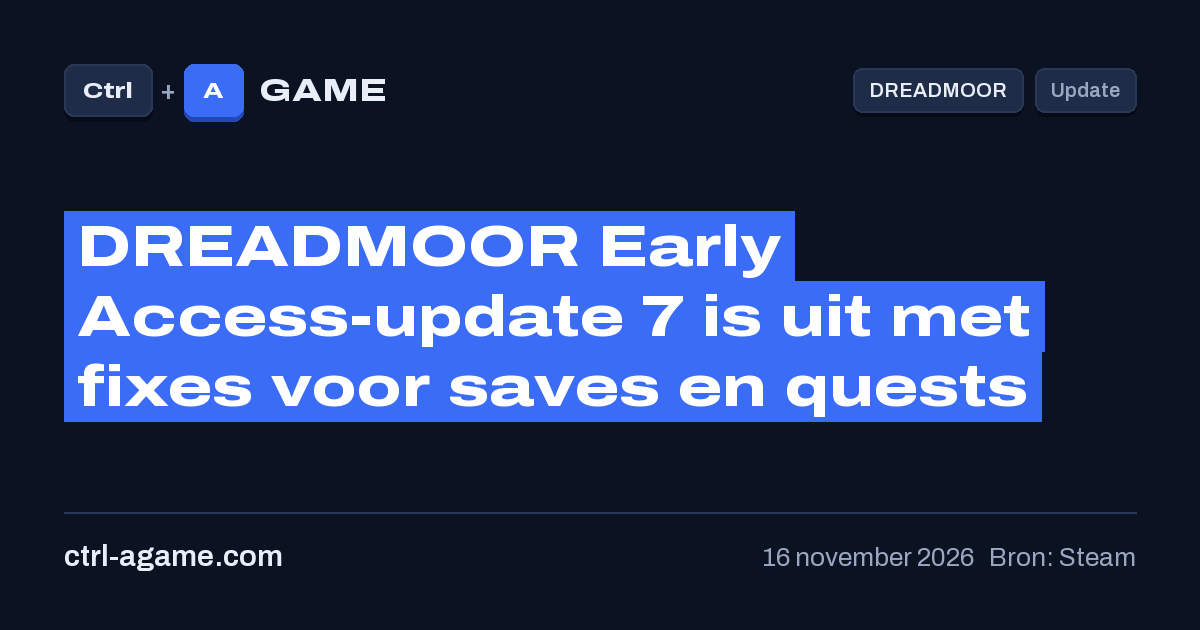 Ctrl + A GAME
DREADMOOR Update
DREADMOOR Early
Access-update 7 is uit met
fixes voor saves en quests
ctrl-agame.com
16 november 2026 Bron: Steam